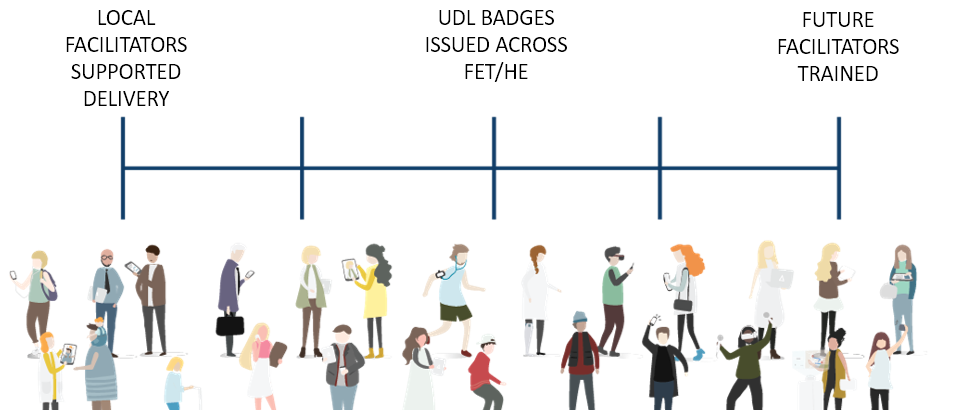 LOCAL
FACILITATORS
SUPPORTED
DELIVERY
UDL BADGES
ISSUED ACROSS
FET/HE
FUTURE
FACILITATORS
TRAINED